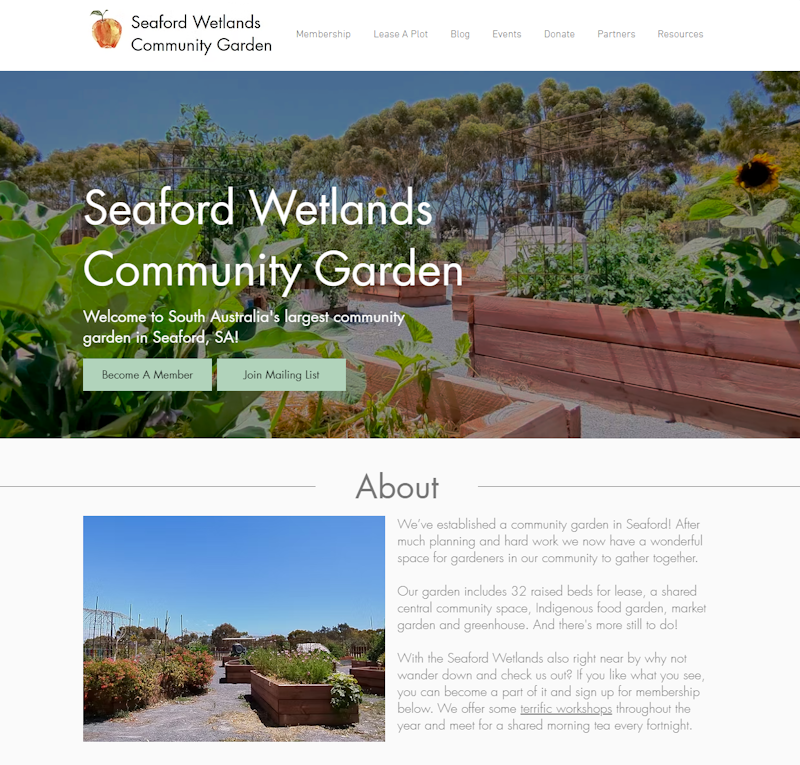 Seaford Wetlands
Community Garden
Membership
Lease A Plot
Blog
Events
Donate
Partners
Resources
Seaford Wetlands
Community Garden
Welcome to South Australia's largest community
garden in Seaford, SA!
Become A Member
Join Mailing List
About
We've established a community garden in Seaford! After
much planning and hard work we now have a wonderful
space for gardeners in our community to gather together.
Our garden includes 32 raised beds for lease, a shared
central community space, Indigenous food garden, market
garden and greenhouse. And there's more still to do!
With the Seaford Wetlands also right near by why not
wander down and check us out? If you like what you see,
you can become a part of it and sign up for membership
below. We offer some terrific workshops throughout the
year and meet for a shared morning tea every fortnight.